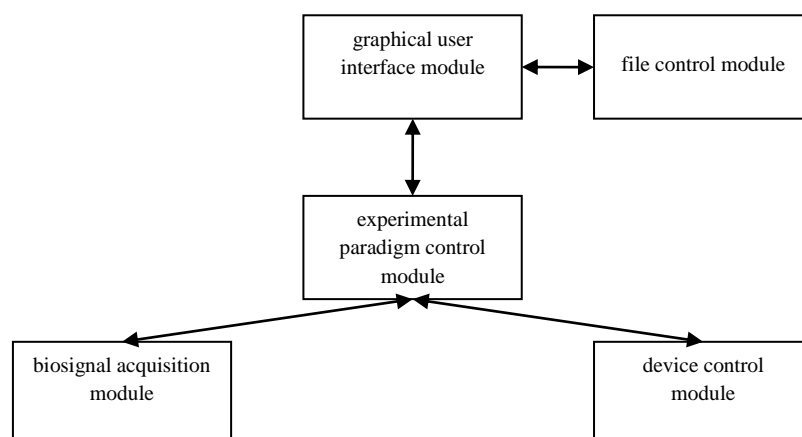 graphical user
interface module
file control module
experimental
paradigm control
module
biosignal acquisition
module
device control
module